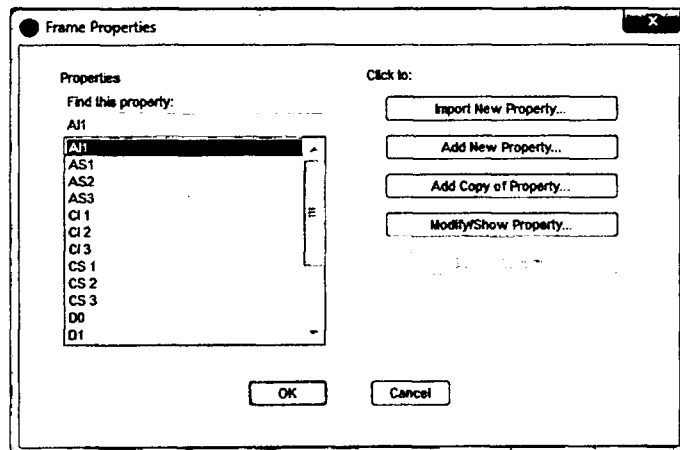 Frame Properties
X
Properties
Find this property:
AI1
AI1
AS1
AS2
AS3
CI 1
CI 2
CI 3
CS 1
CS 2
CS 3
D0
D1
Click to:
Import New Property...
Add New Property...
Add Copy of Property...
Modify/Show Property...
OK
Cancel